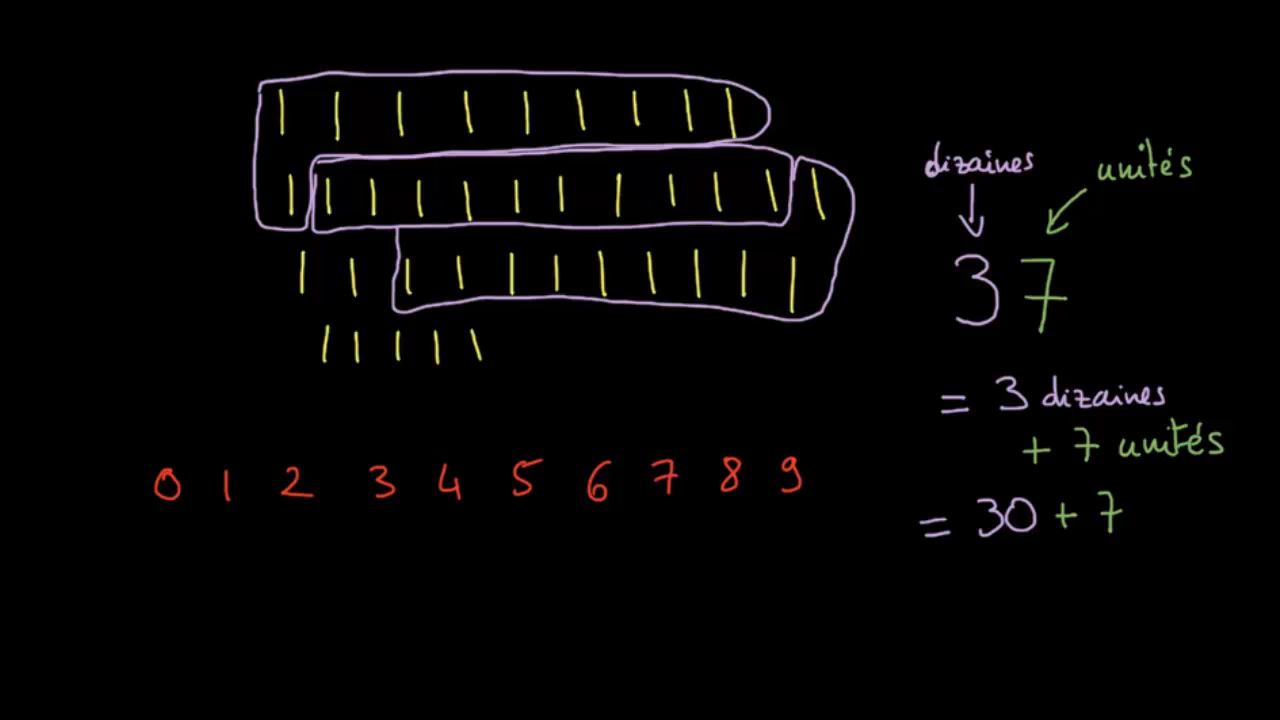 dizaines unités
37
= 3 dizaines
+ 7 unités
0 1 2 3 4 5 6 7 8 9
= 30 + 7